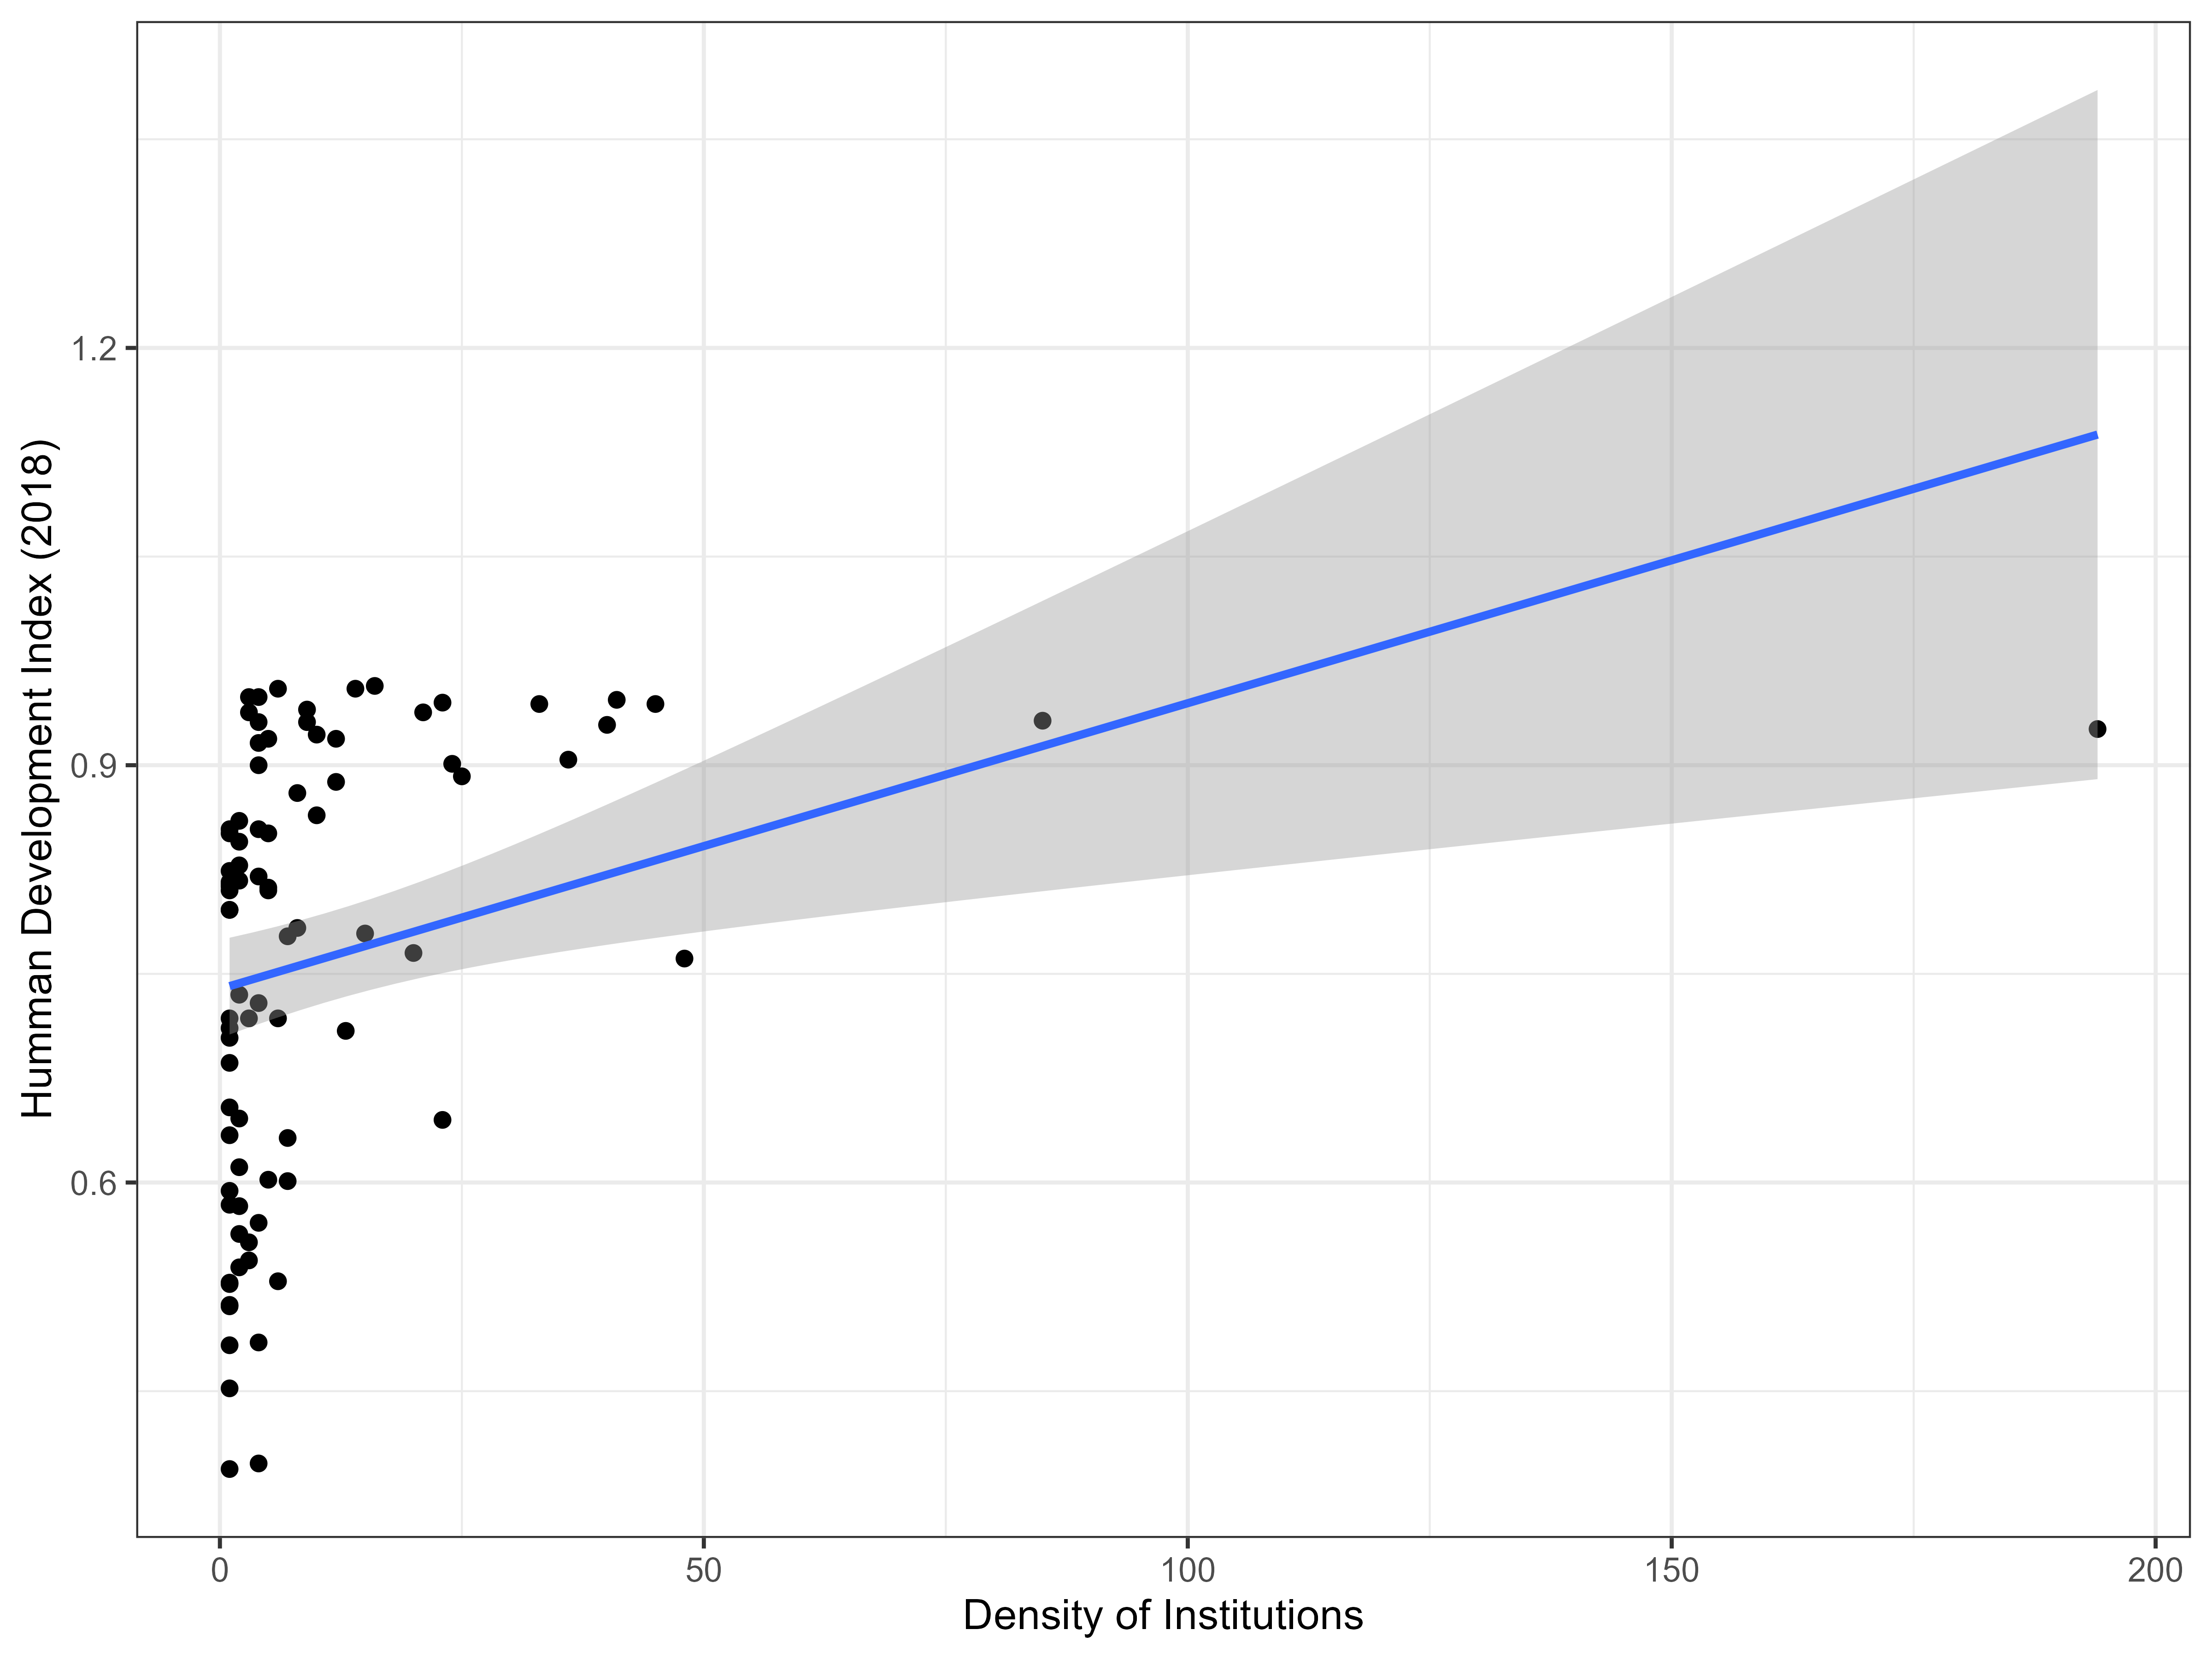 Humman Development Index (2018)
1.2
0.9
0.6
0 50 100 150 200
Density of Institutions